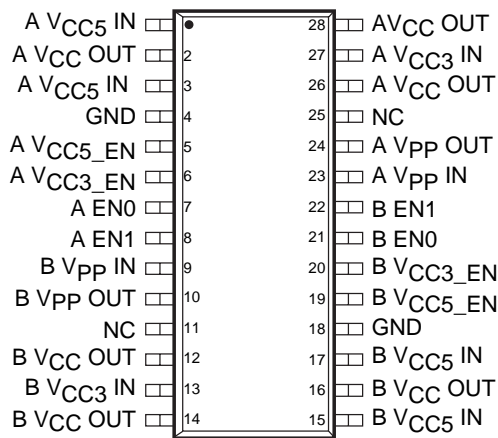 A VCC5 IN 28 AVCC OUT
A VCC OUT 2 27 A VCC3 IN
A VCC5 IN 3 26 A VCC OUT
GND 4 25 NC
A VCC5_EN 5 24 A VPP OUT
A VCC3_EN 6 23 A VPP IN
A EN0 7 22 B EN1
A EN1 8 21 B EN0
B VPP IN 9 20 B VCC3_EN
B VPP OUT 10 19 B VCC5_EN
NC 11 18 GND
B VCC OUT 12 17 B VCC5 IN
B VCC3 IN 13 16 B VCC OUT
B VCC OUT 14 15 B VCC5 IN